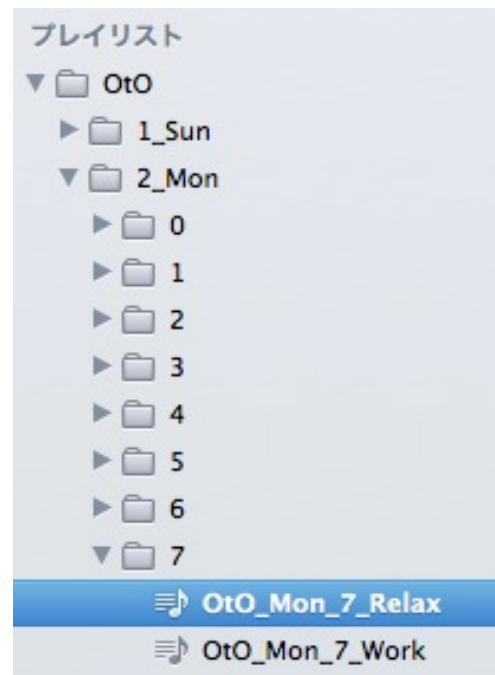 プレイリスト
OtO
1_Sun
2_Mon
0
1
2
3
4
5
6
7
OtO_Mon_7_Relax
OtO_Mon_7_Work